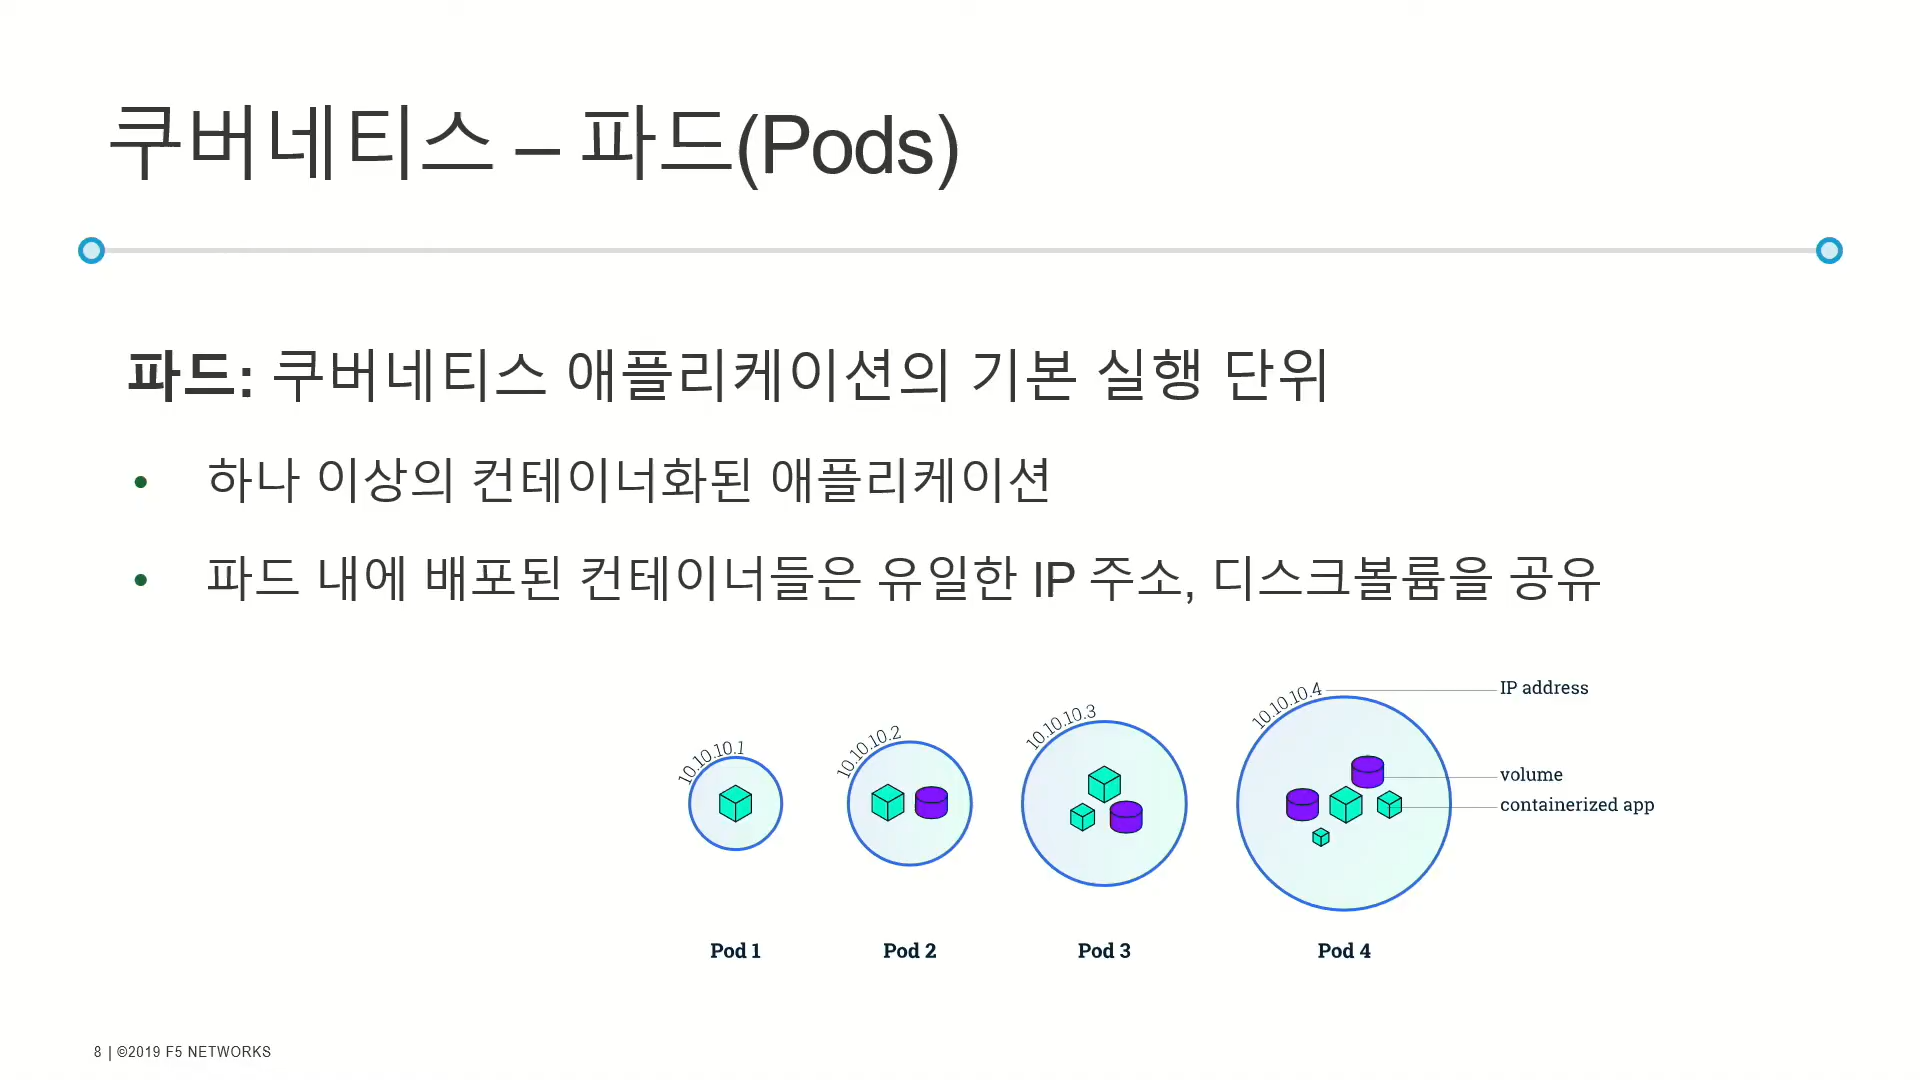 쿠버네티스 – 파드(Pods)
파드: 쿠버네티스 애플리케이션의 기본 실행 단위
• 하나 이상의 컨테이너화된 애플리케이션
• 파드 내에 배포된 컨테이너들은 유일한 IP 주소, 디스크볼륨을 공유
10.10.10.1
10.10.10.2
10.10.10.3
10.10.10.4
IP address
volume
containerized app
Pod 1
Pod 2
Pod 3
Pod 4
8 | ©2019 F5 NETWORKS